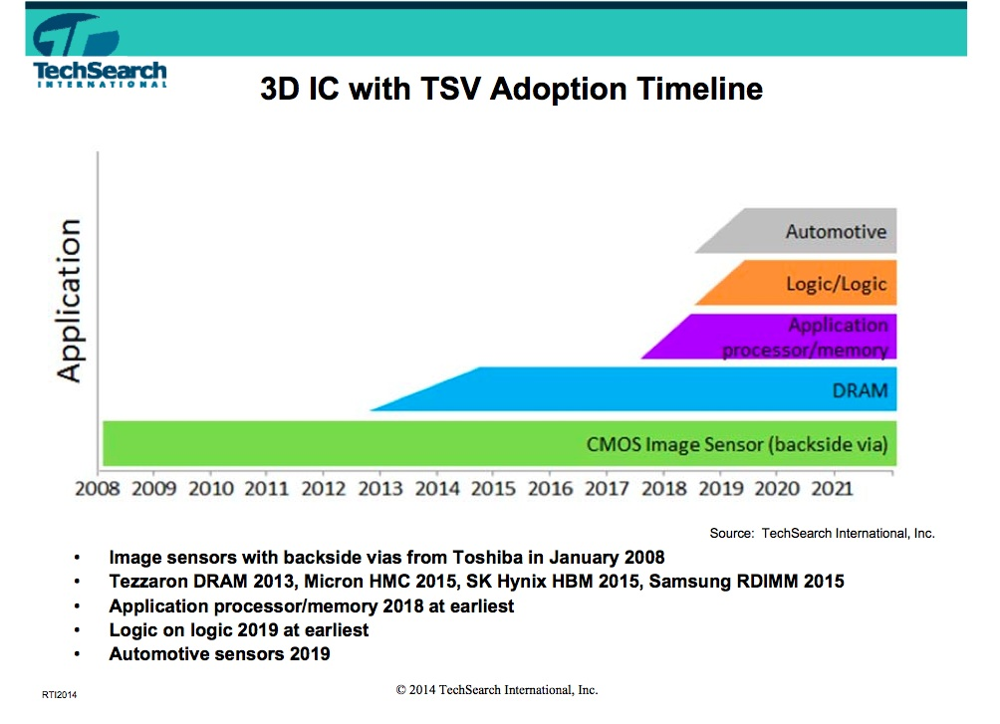 TechSearch
INTERNATIONAL
3D IC with TSV Adoption Timeline
Application
Automotive
Logic/Logic
Application
processor/memory
DRAM
CMOS Image Sensor (backside via)
2008 2009 2010 2011 2012 2013 2014 2015 2016 2017 2018 2019 2020 2021
Source: TechSearch International, Inc.
• Image sensors with backside vias from Toshiba in January 2008
• Tezzaron DRAM 2013, Micron HMC 2015, SK Hynix HBM 2015, Samsung RDIMM 2015
• Application processor/memory 2018 at earliest
• Logic on logic 2019 at earliest
• Automotive sensors 2019
RTI2014
© 2014 TechSearch International, Inc.